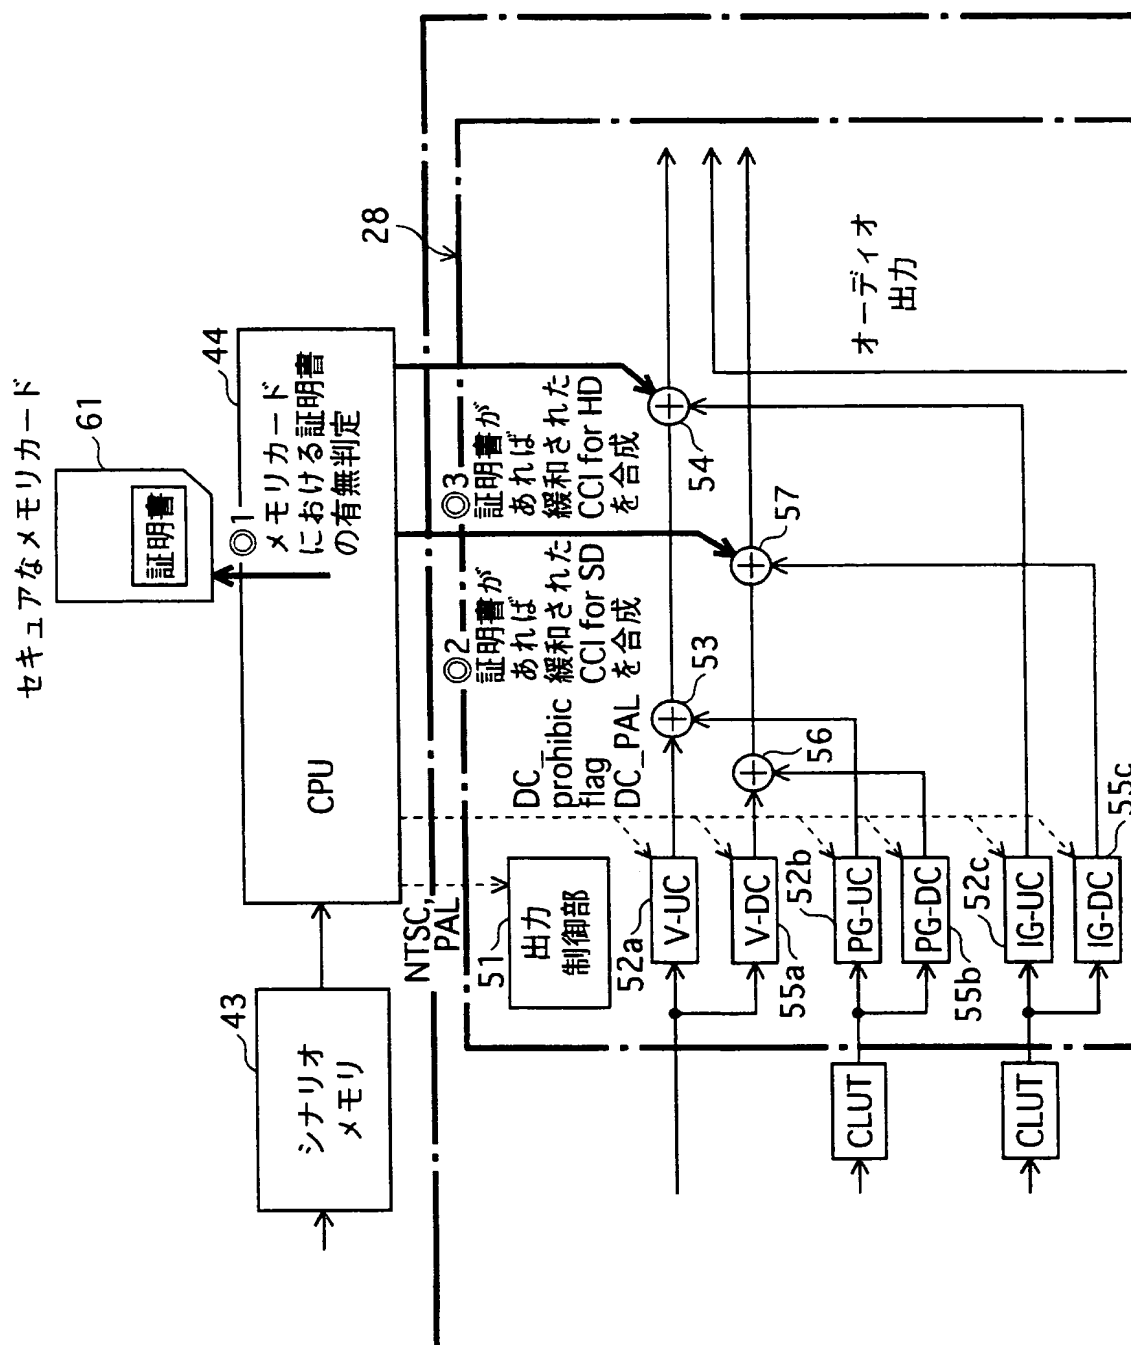 セキュアなメモリカード
61
証明書
44
◎1
メモリカード
における証明書
の有無判定
CPU
43
シナリオ
メモリ
28
NTSC,
PAL
◎3
証明書が
あれば
緩和された
CCI for HD
を合成
◎2
証明書が
あれば
緩和された
CCI for SD
を合成
DC_
prohibic
flag
DC_PAL
51
出力
制御部
54
57
53
56
オーディオ
出力
52a
V-UC
V-DC
55a
52b
PG-UC
PG-DC
55b
52c
IG-UC
IG-DC
55c
CLUT
CLUT